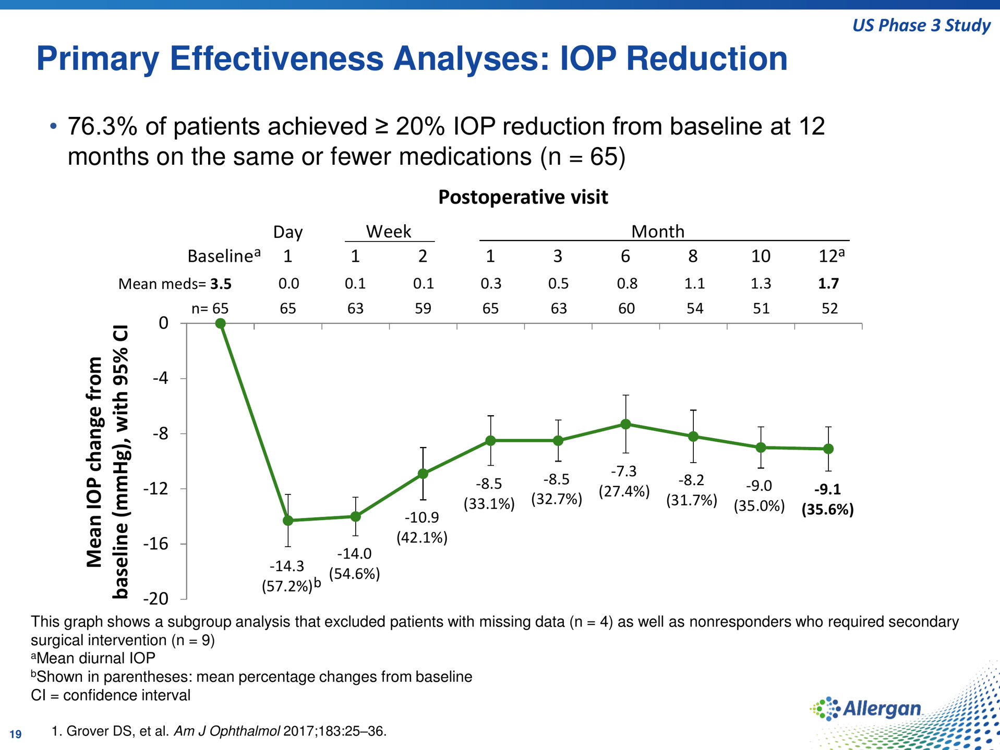 US Phase 3 Study
Primary Effectiveness Analyses: IOP Reduction
• 76.3% of patients achieved ≥ 20% IOP reduction from baseline at 12
months on the same or fewer medications (n = 65)
Postoperative visit
Day Week Month
Baselineᵃ 1 1 2 1 3 6 8 10 12ᵃ
Mean meds= 3.5 0.0 0.1 0.1 0.3 0.5 0.8 1.1 1.3 1.7
n= 65 65 63 59 65 63 60 54 51 52
Mean IOP change from
baseline (mmHg), with 95% CI
0
-4
-8
-12
-16
-20
-14.3
(57.2%)ᵇ
-14.0
(54.6%)
-10.9
(42.1%)
-8.5
(33.1%)
-8.5
(32.7%)
-7.3
(27.4%)
-8.2
(31.7%)
-9.0
(35.0%)
-9.1
(35.6%)
This graph shows a subgroup analysis that excluded patients with missing data (n = 4) as well as nonresponders who required secondary
surgical intervention (n = 9)
ᵃMean diurnal IOP
ᵇShown in parentheses: mean percentage changes from baseline
CI = confidence interval
Allergan
19
1. Grover DS, et al. Am J Ophthalmol 2017;183:25–36.